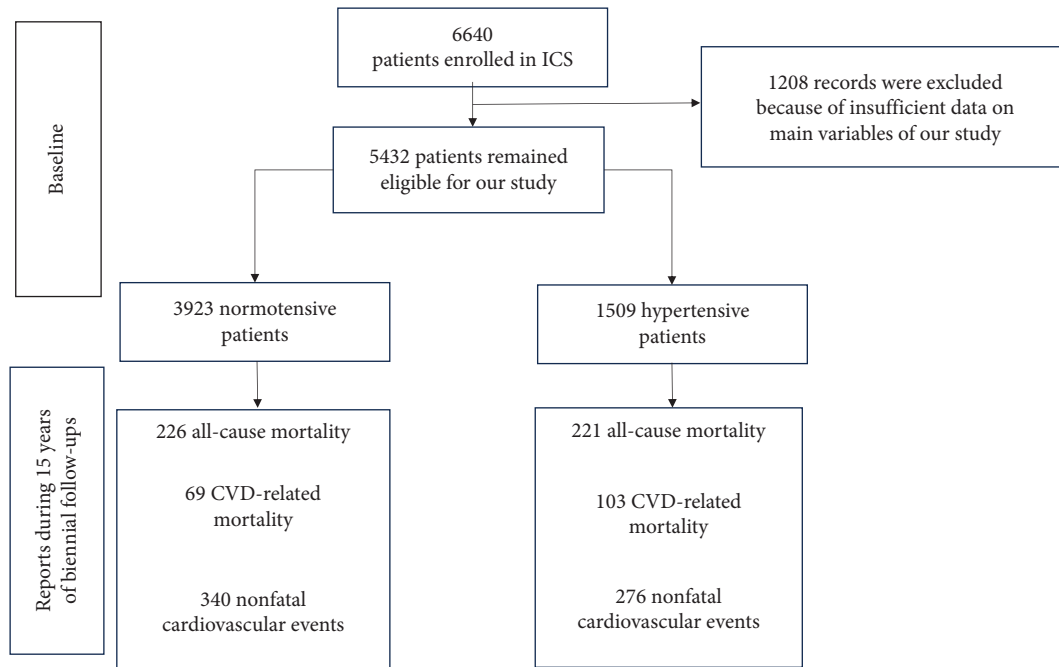 6640
patients enrolled in ICS
1208 records were excluded
because of insufficient data on
main variables of our study
5432 patients remained
eligible for our study
Baseline
3923 normotensive
patients
1509 hypertensive
patients
Reports during 15 years
of biennial follow-ups
226 all-cause mortality
69 CVD-related
mortality
340 nonfatal
cardiovascular events
221 all-cause mortality
103 CVD-related
mortality
276 nonfatal
cardiovascular events